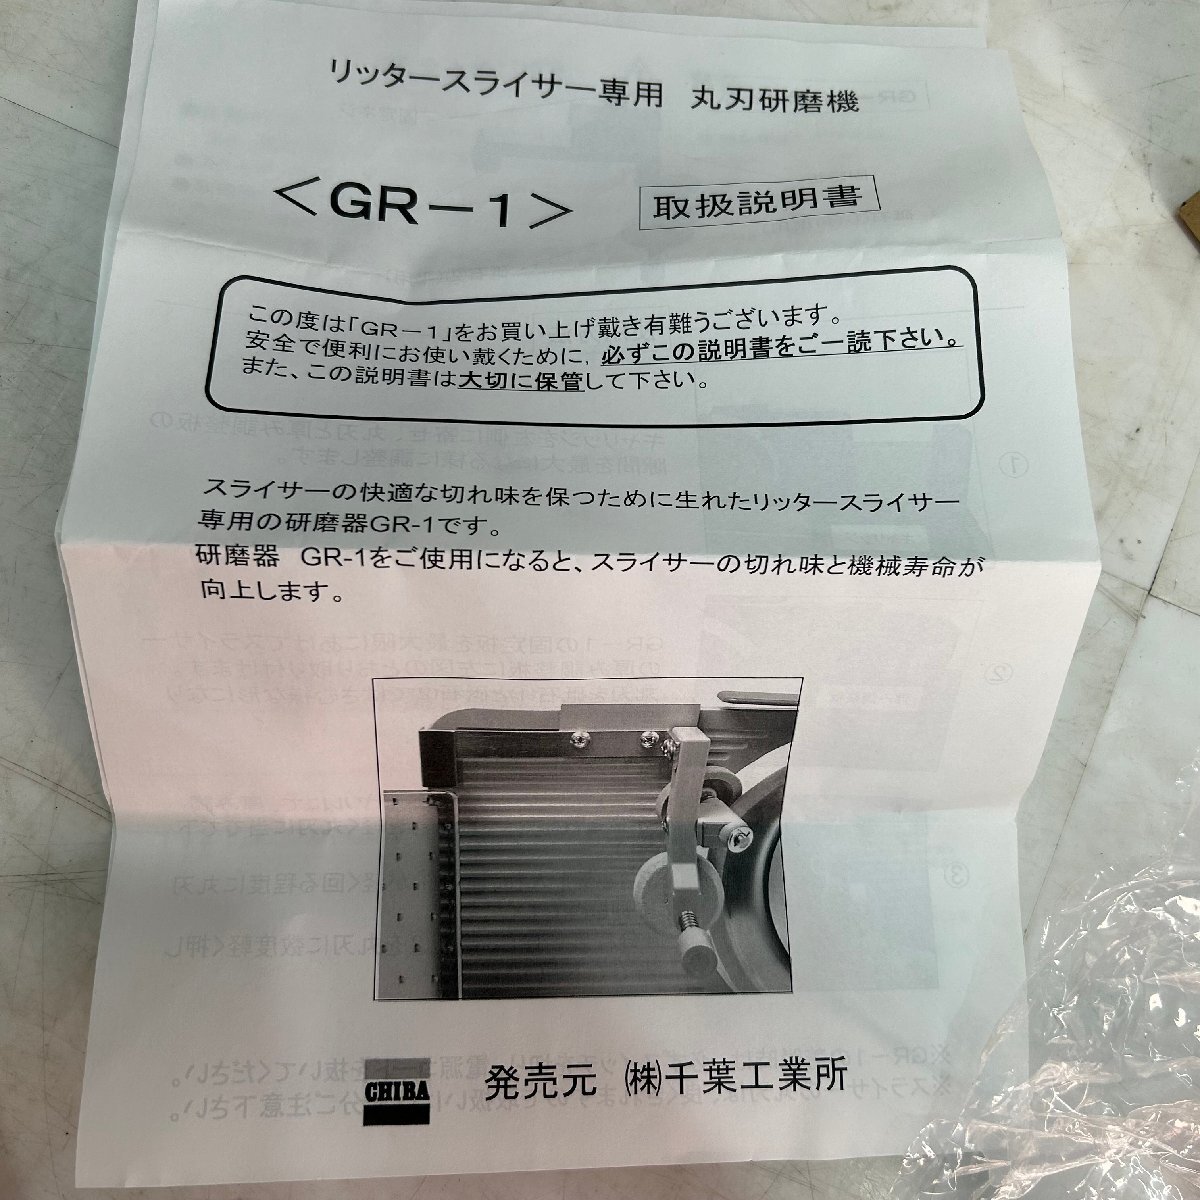 リッタースライサー専用 丸刃研磨機
＜GR－1＞ 取扱説明書
この度は「GR－1」をお買い上げ戴き有難うございます。
安全で便利にお使い戴くために，必ずこの説明書をご一読下さい。
また、この説明書は大切に保管して下さい。
スライサーの快適な切れ味を保つために生れたリッタースライサー
専用の研磨器GR-1です。
研磨器 GR-1をご使用になると、スライサーの切れ味と機械寿命が
向上します。
CHIBA 発売元 ㈱千葉工業所